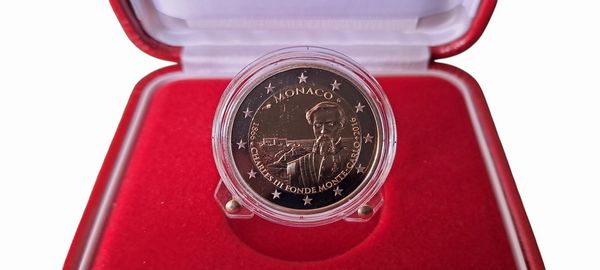 MONACO
1866 CHARLES III FONDE MONTE-CARLO 2016